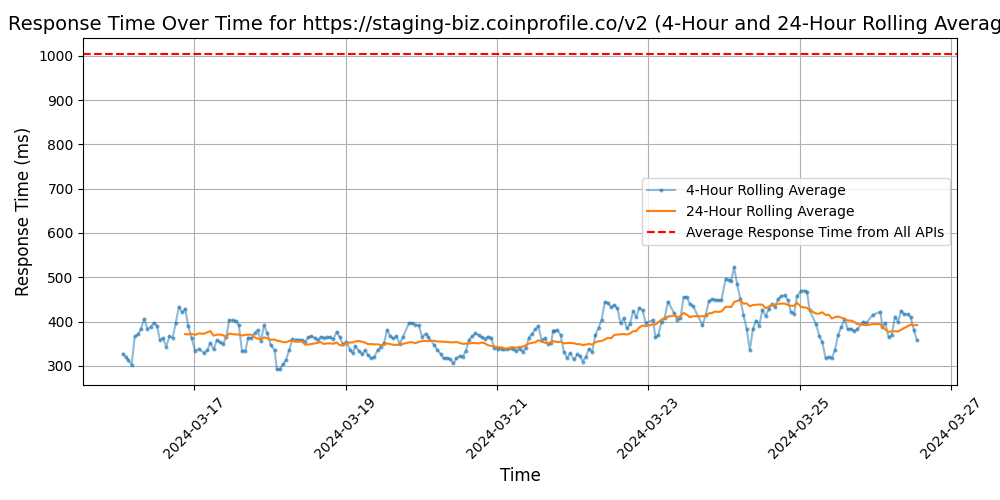 Response Time Over Time for https://staging-biz.coinprofile.co/v2 (4-Hour and 24-Hour Rolling Averag
Response Time (ms)
1000
900
800
700
600
500
400
300
4-Hour Rolling Average
24-Hour Rolling Average
Average Response Time from All APIs
2024-03-17
2024-03-19
2024-03-21
2024-03-23
2024-03-25
2024-03-27
Time